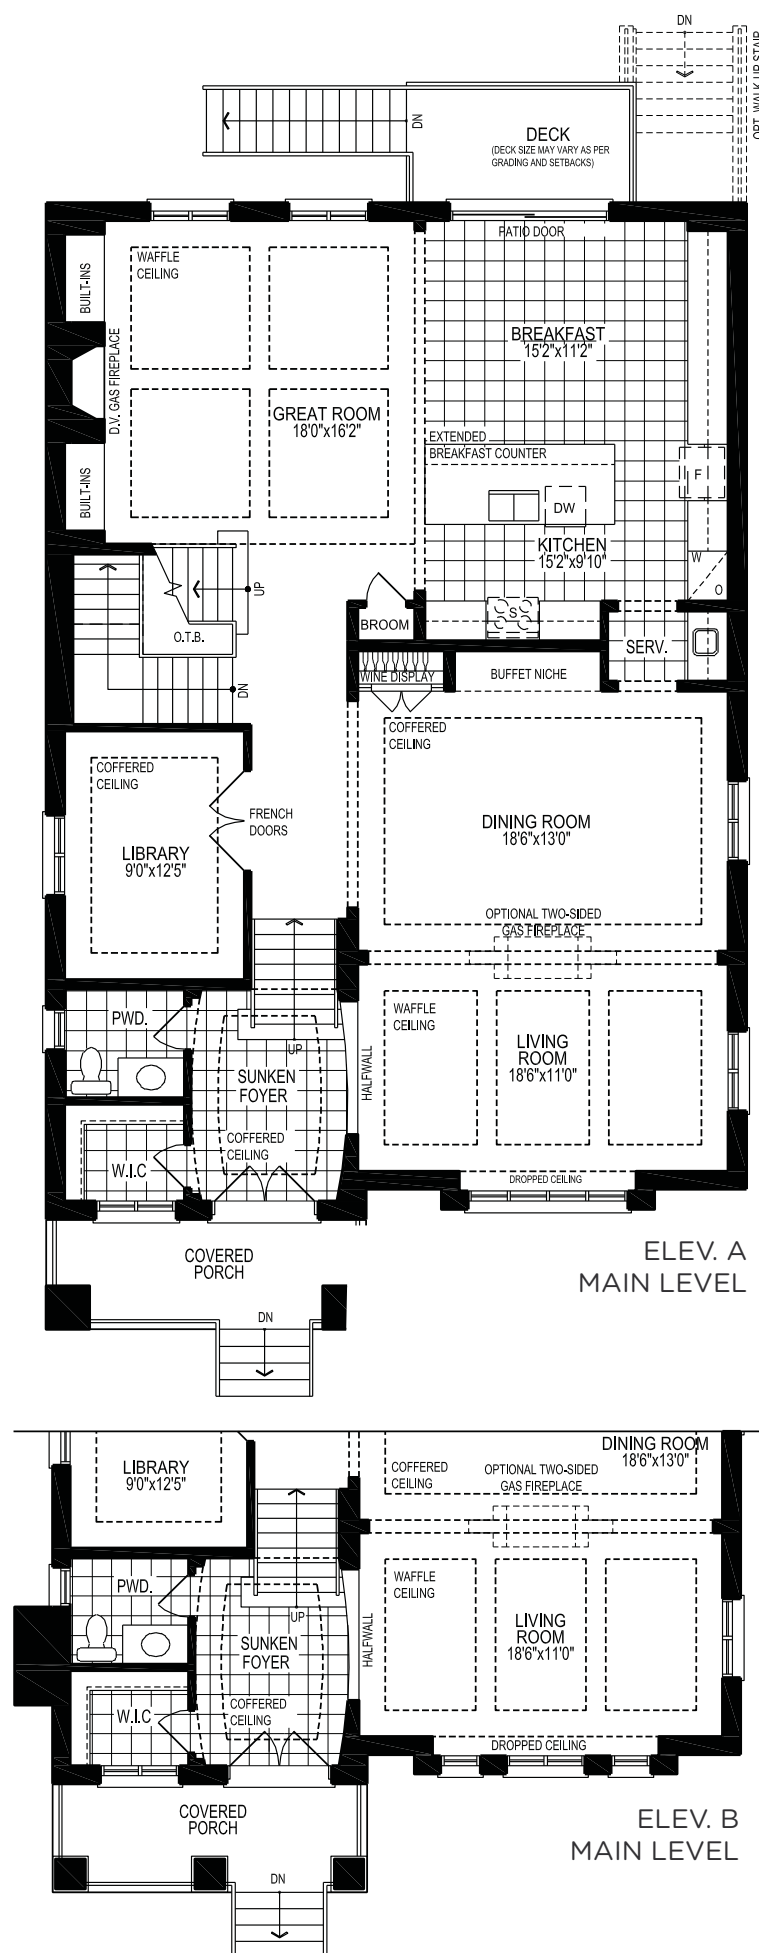 DN
OPT. WALK UP STAIR
DN
DECK
(DECK SIZE MAY VARY AS PER
GRADING AND SETBACKS)
PATIO DOOR
WAFFLE
CEILING
BUILT-INS
BREAKFAST
15'2"x11'2"
D.V. GAS FIREPLACE
GREAT ROOM
18'0"x16'2"
EXTENDED
BREAKFAST COUNTER
F
BUILT-INS
DW
KITCHEN
15'2"x9'10"
W
O
UP
S
BROOM
O.T.B.
SERV.
WINE DISPLAY
BUFFET NICHE
DN
COFFERED
CEILING
COFFERED
CEILING
FRENCH
DOORS
DINING ROOM
18'6"x13'0"
LIBRARY
9'0"x12'5"
OPTIONAL TWO-SIDED
GAS FIREPLACE
WAFFLE
CEILING
PWD.
UP
LIVING
ROOM
18'6"x11'0"
SUNKEN
FOYER
HALFWALL
COFFERED
CEILING
W.I.C
DROPPED CEILING
COVERED
PORCH
ELEV. A
MAIN LEVEL
DN
LIBRARY
9'0"x12'5"
DINING ROOM
18'6"x13'0"
COFFERED
CEILING
OPTIONAL TWO-SIDED
GAS FIREPLACE
WAFFLE
CEILING
PWD.
UP
LIVING
ROOM
18'6"x11'0"
SUNKEN
FOYER
HALFWALL
COFFERED
CEILING
W.I.C
DROPPED CEILING
COVERED
PORCH
ELEV. B
MAIN LEVEL
DN